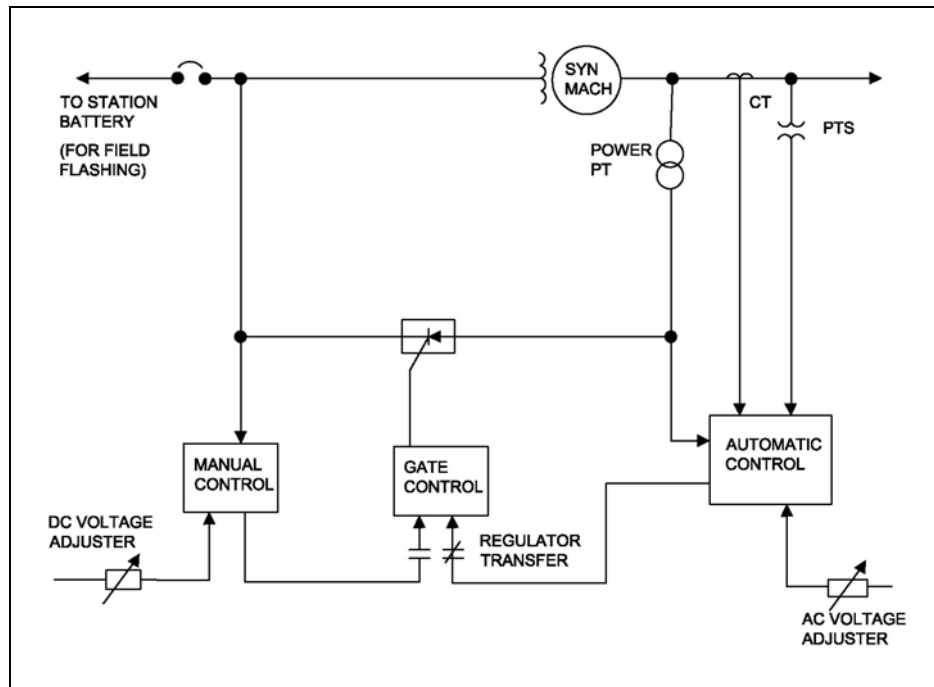 SYN
MACH
TO STATION
BATTERY
(FOR FIELD
FLASHING)
CT
PTS
POWER
PT
MANUAL
CONTROL
GATE
CONTROL
AUTOMATIC
CONTROL
DC VOLTAGE
ADJUSTER
REGULATOR
TRANSFER
AC VOLTAGE
ADJUSTER